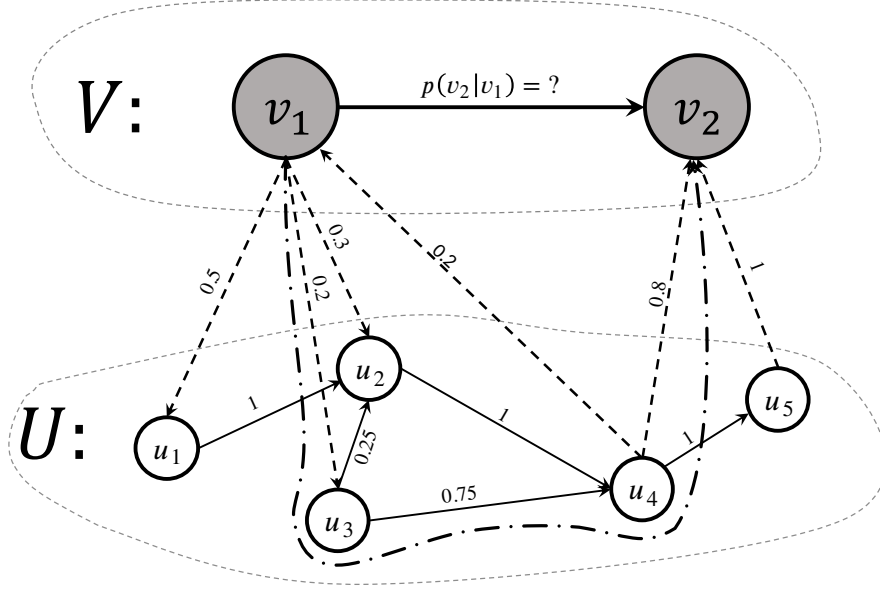 p(v₂|v₁) = ?
V:
v₁
v₂
0.3
0.2
0.5
0.2
0.8
1
u₂
u₅
U:
1
1
u₁
0.25
1
0.75
u₄
u₃